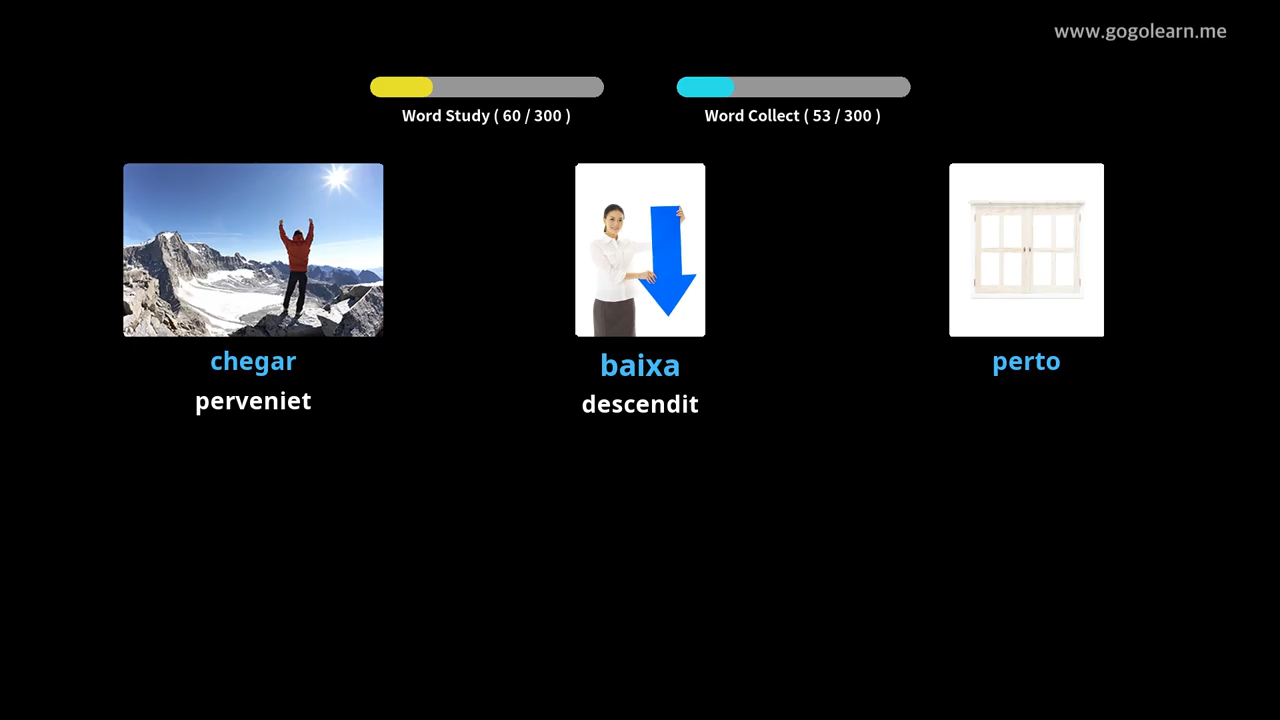 www.gogolearn.me
Word Study ( 60 / 300 )
Word Collect ( 53 / 300 )
chegar
perveniet
baixa
descendit
perto